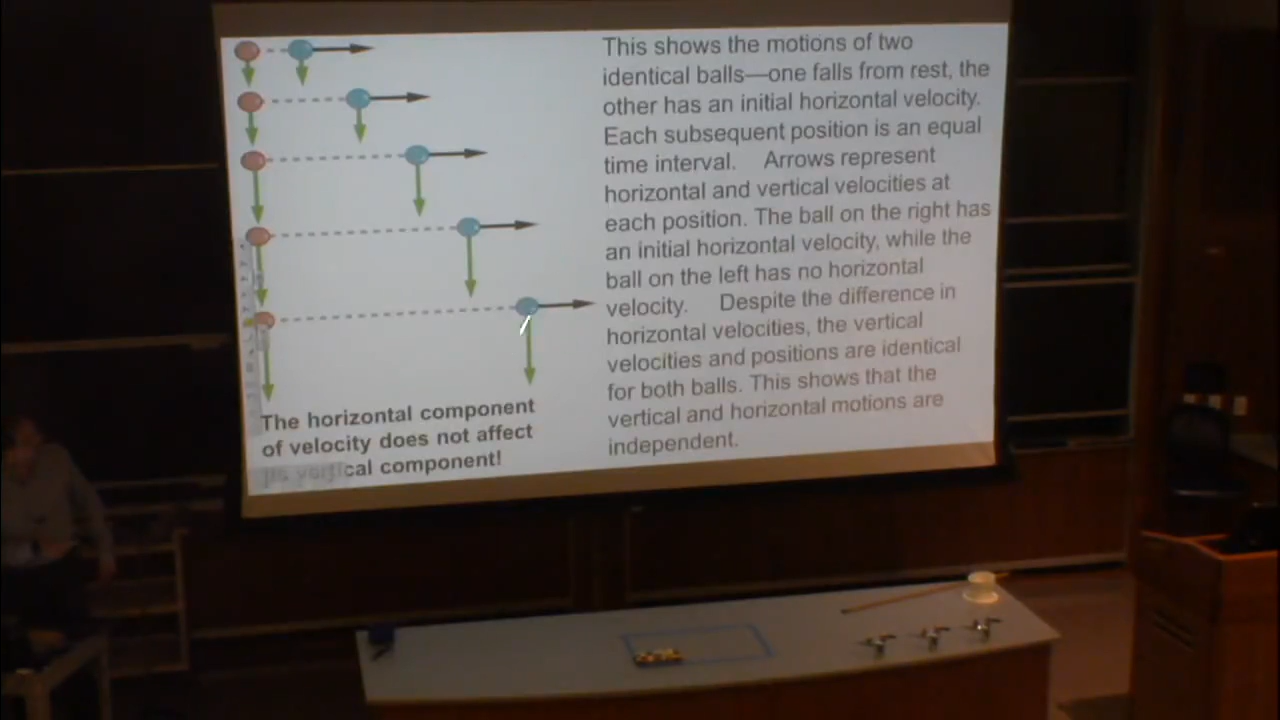 This shows the motions of two
identical balls—one falls from rest, the
other has an initial horizontal velocity.
Each subsequent position is an equal
time interval. Arrows represent
horizontal and vertical velocities at
each position. The ball on the right has
an initial horizontal velocity, while the
ball on the left has no horizontal
velocity. Despite the difference in
horizontal velocities, the vertical
velocities and positions are identical
for both balls. This shows that the
vertical and horizontal motions are
independent.
The horizontal component
of velocity does not affect
component!